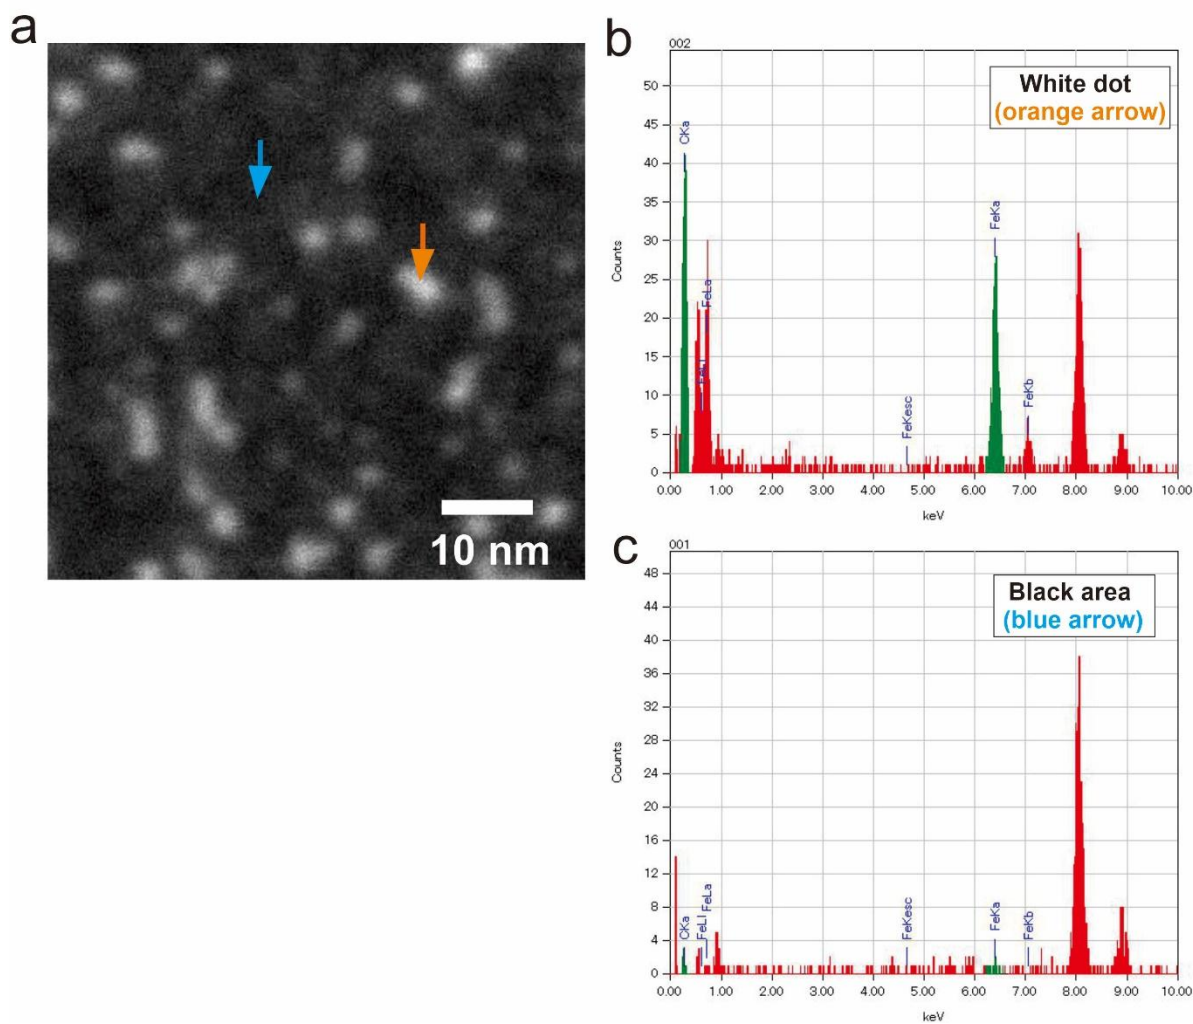 a
10 nm
b
002
White dot
(orange arrow)
50
45
40
35
30
25
20
15
10
5
0
Counts
CKa
FeLl
FeLa
FeKesc
FeKa
FeKb
0.00 1.00 2.00 3.00 4.00 5.00 6.00 7.00 8.00 9.00 10.00
keV
c
001
Black area
(blue arrow)
48
44
40
36
32
28
24
20
16
12
8
4
0
Counts
CKa
FeLl
FeLa
FeKesc
FeKa
FeKb
0.00 1.00 2.00 3.00 4.00 5.00 6.00 7.00 8.00 9.00 10.00
keV